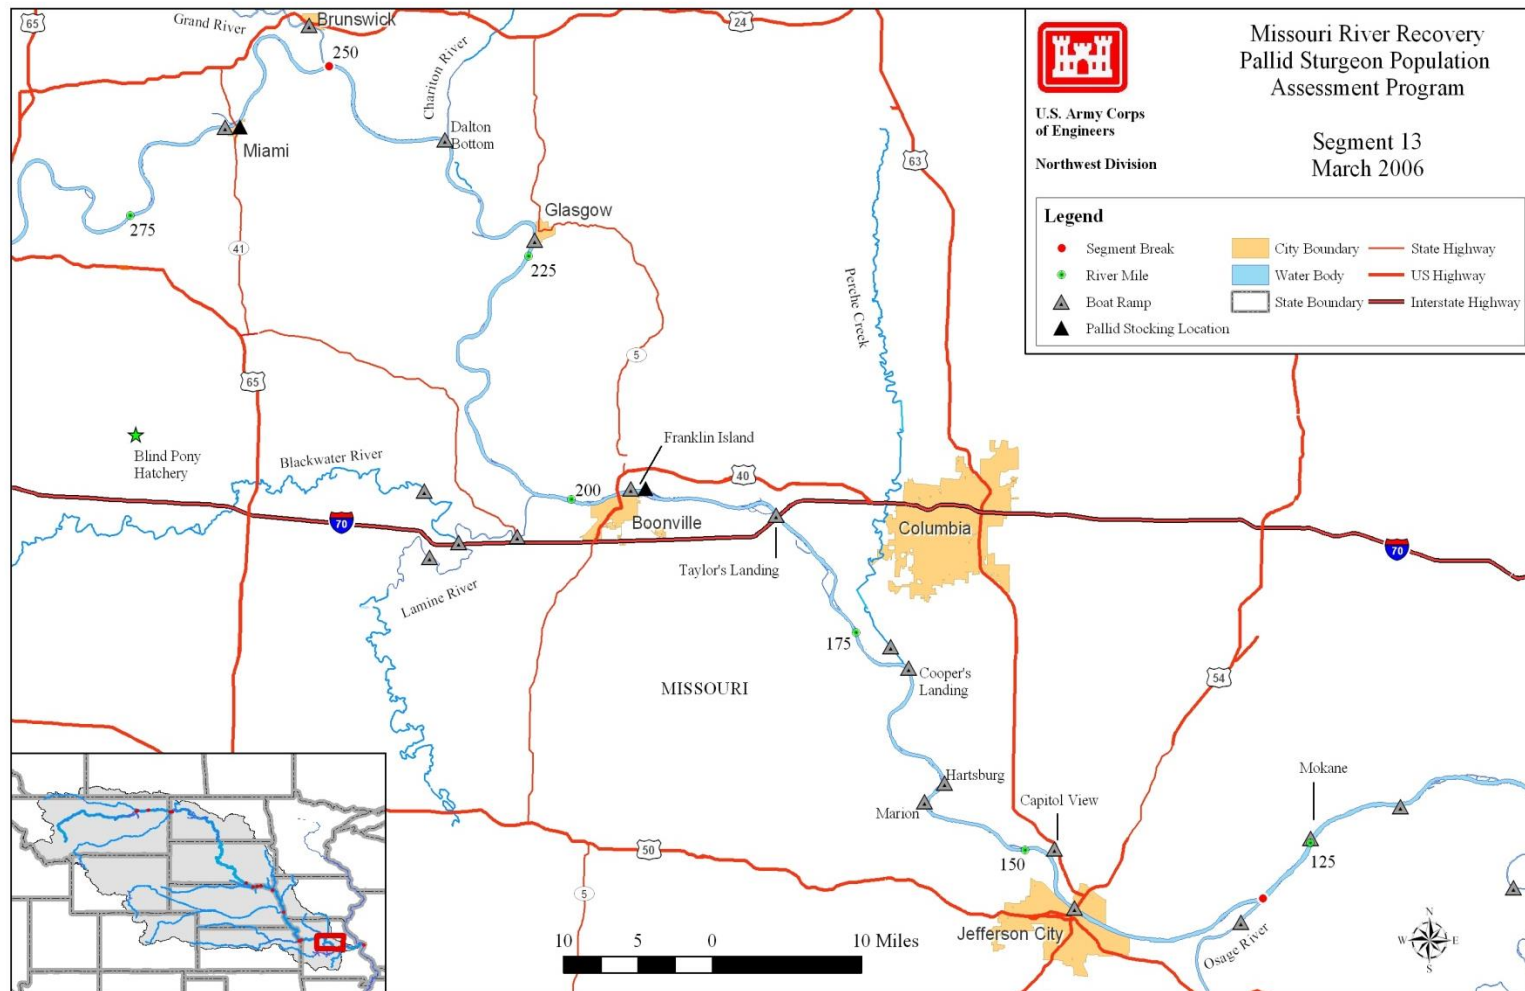 Missouri River Recovery
Pallid Sturgeon Population
Assessment Program
Segment 13
March 2006
U.S. Army Corps
of Engineers
Northwest Division
Legend
Segment Break
River Mile
Boat Ramp
Pallid Stocking Location
City Boundary
Water Body
State Boundary
State Highway
US Highway
Interstate Highway
65
Grand River
Brunswick
24
250
Chariton River
Dalton
Bottom
Miami
63
Glasgow
275
41
225
Perche Creek
5
65
Franklin Island
Blind Pony
Hatchery
Blackwater River
40
200
70
Boonville
Columbia
70
Taylor's Landing
Lamine River
175
Cooper's
Landing
MISSOURI
54
Hartsburg
Mokane
Marion
Capitol View
50
150
125
5
Jefferson City
Osage River
10
5
0
10 Miles
N
W
E
S